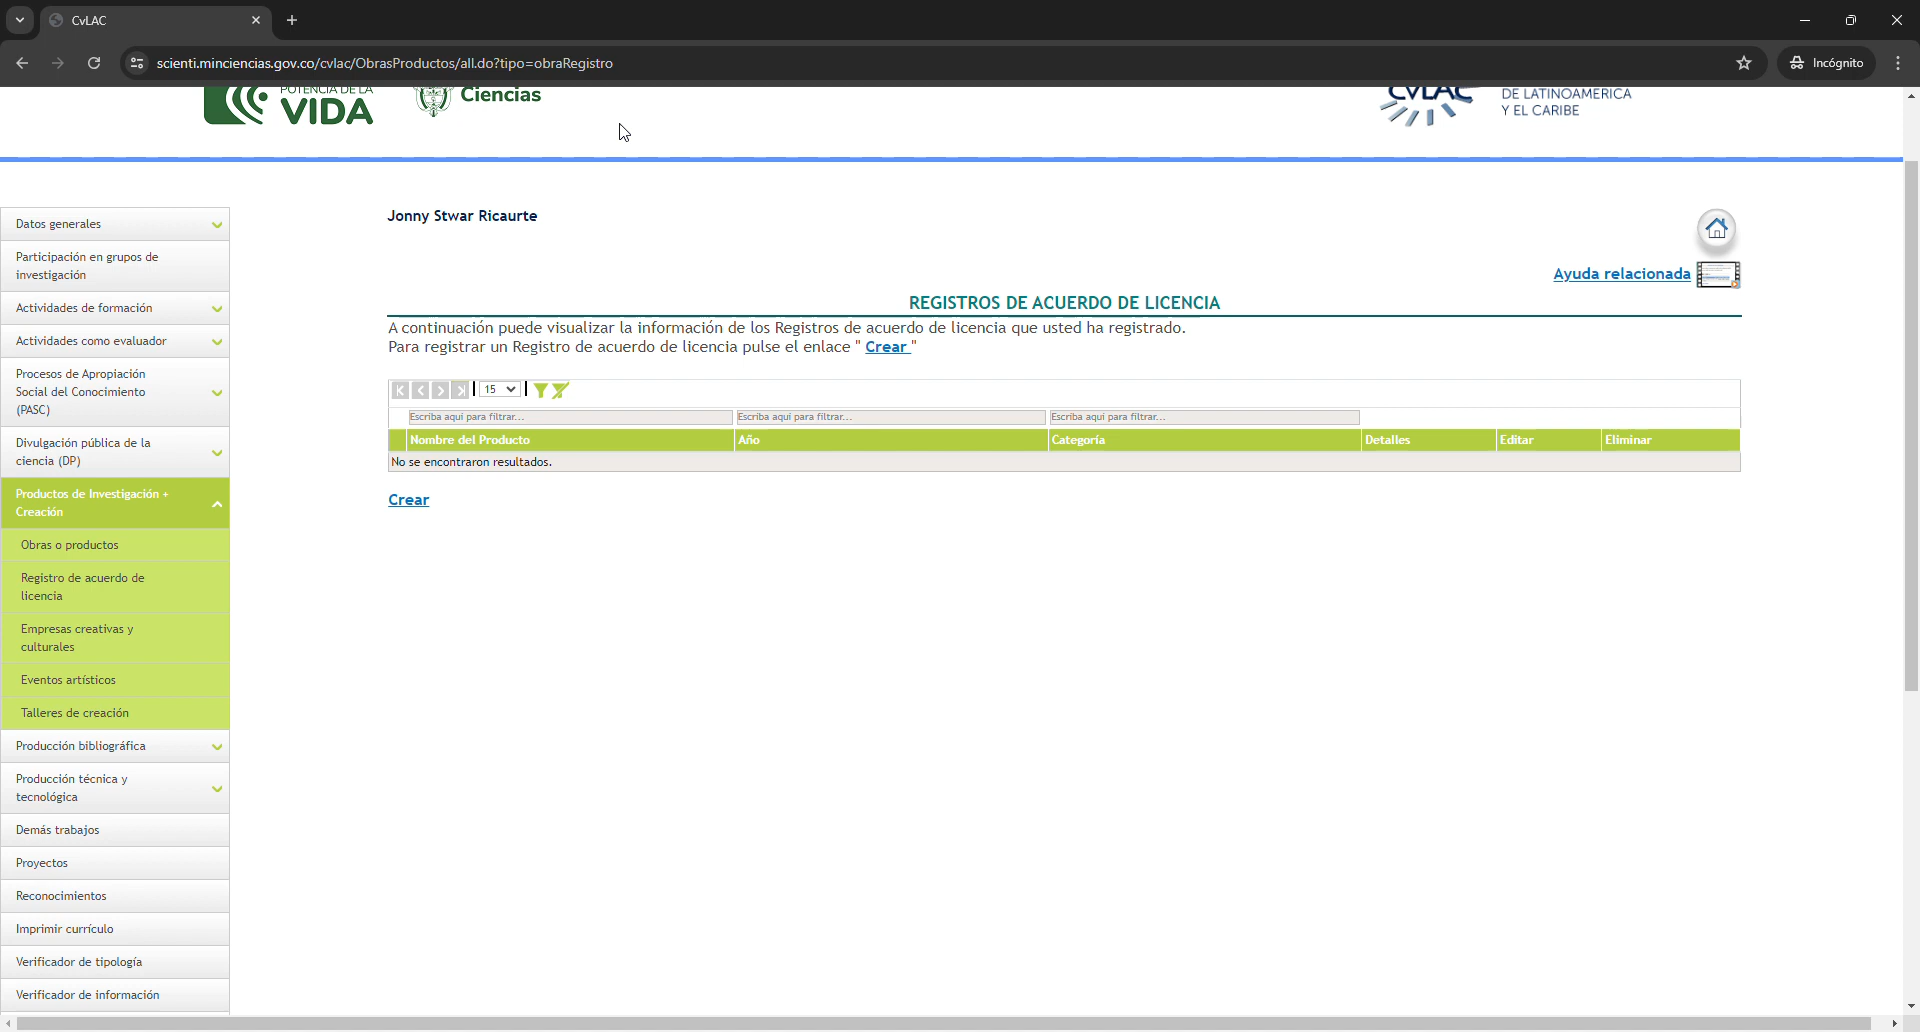 CvLAC
scienti.minciencias.gov.co/cvlac/ObrasProductos/all.do?tipo=obraRegistro
Incógnito
POTENCIA DE LA
VIDA
Ciencias
CVLAC
DE LATINOAMERICA
Y EL CARIBE
Jonny Stwar Ricaurte
Ayuda relacionada
REGISTROS DE ACUERDO DE LICENCIA
A continuación puede visualizar la información de los Registros de acuerdo de licencia que usted ha registrado.
Para registrar un Registro de acuerdo de licencia pulse el enlace " Crear "
15
Escriba aqui para filtrar... Escriba aqui para filtrar... Escriba aqui para filtrar...
Nombre del Producto Año Categoría Detalles Editar Eliminar
No se encontraron resultados.
Crear
Datos generales
Participación en grupos de
investigación
Actividades de formación
Actividades como evaluador
Procesos de Apropiación
Social del Conocimiento
(PASC)
Divulgación pública de la
ciencia (DP)
Productos de Investigación +
Creación
Obras o productos
Registro de acuerdo de
licencia
Empresas creativas y
culturales
Eventos artísticos
Talleres de creación
Producción bibliográfica
Producción técnica y
tecnológica
Demás trabajos
Proyectos
Reconocimientos
Imprimir currículo
Verificador de tipología
Verificador de información